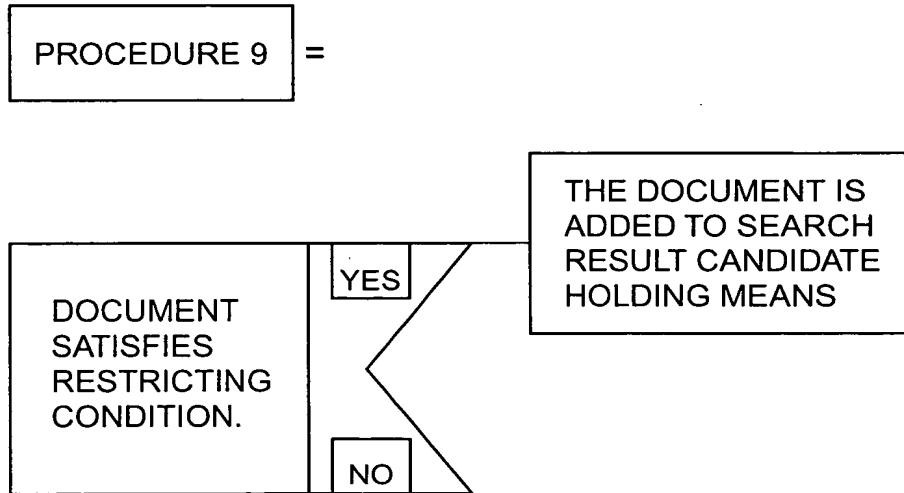 PROCEDURE 9 =
THE DOCUMENT IS
ADDED TO SEARCH
RESULT CANDIDATE
HOLDING MEANS
YES
DOCUMENT
SATISFIES
RESTRICTING
CONDITION.
NO